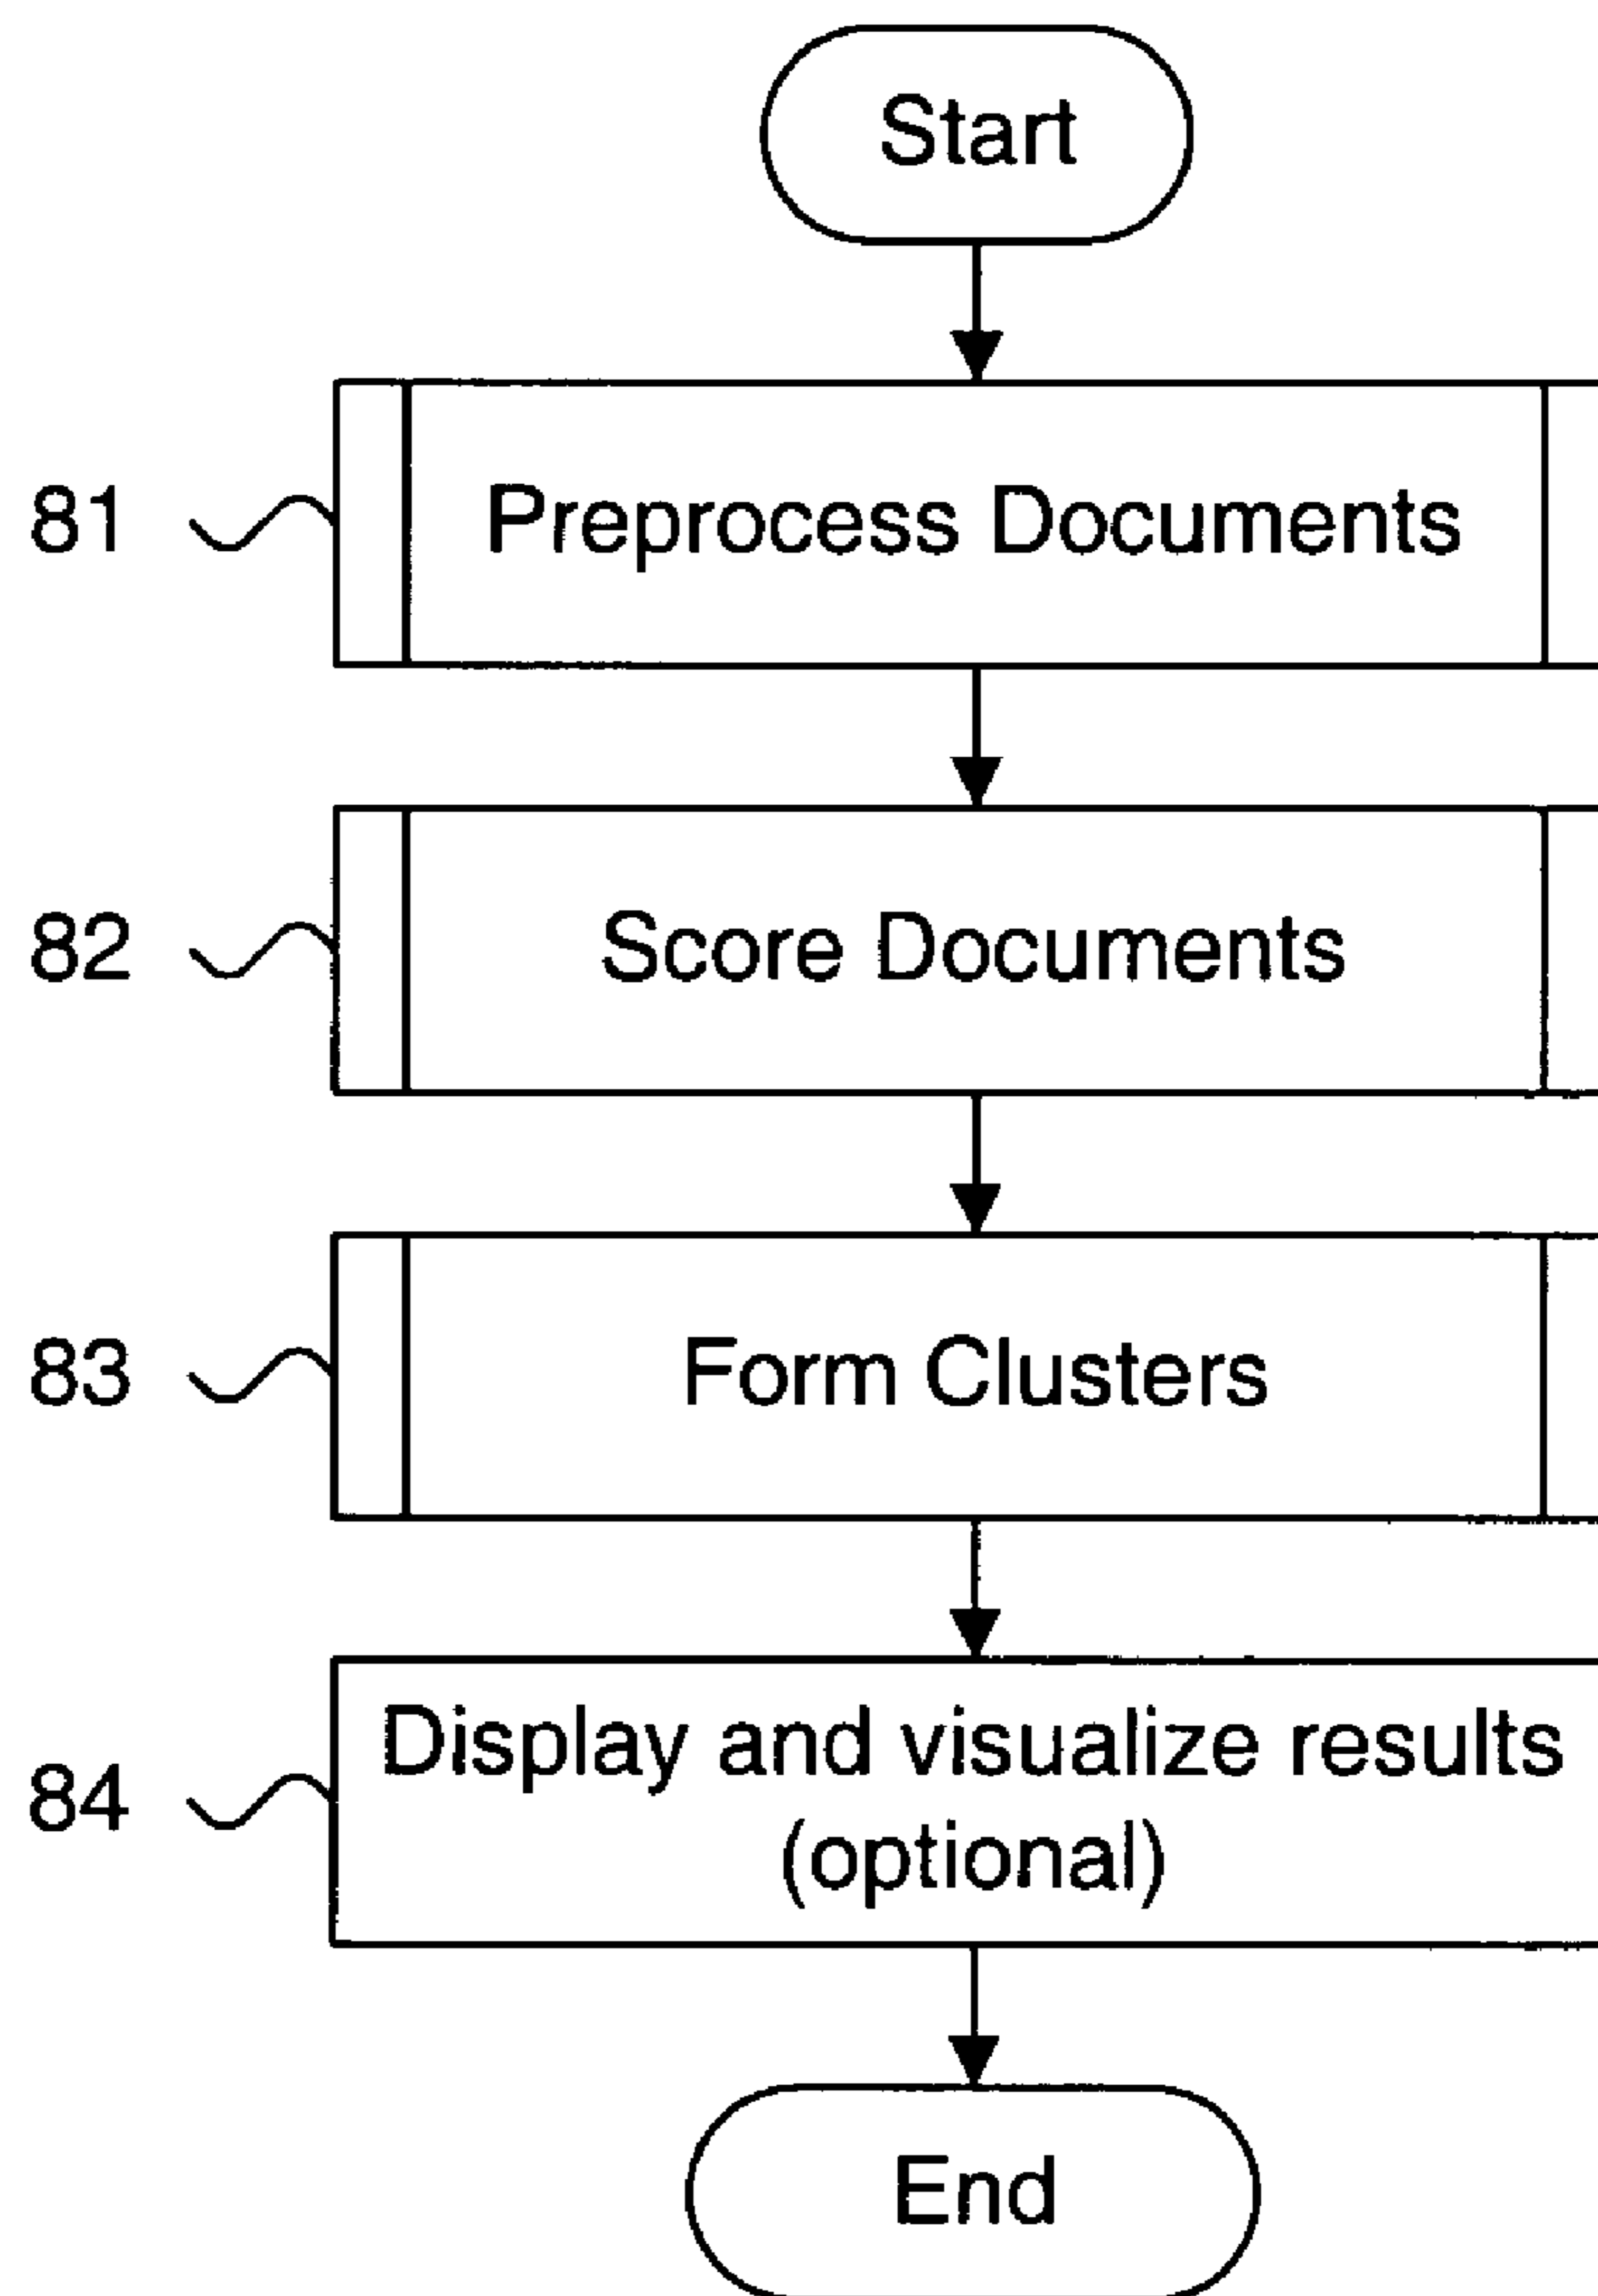 Start
81
Preprocess Documents
82
Score Documents
83
Form Clusters
84
Display and visualize results
(optional)
End